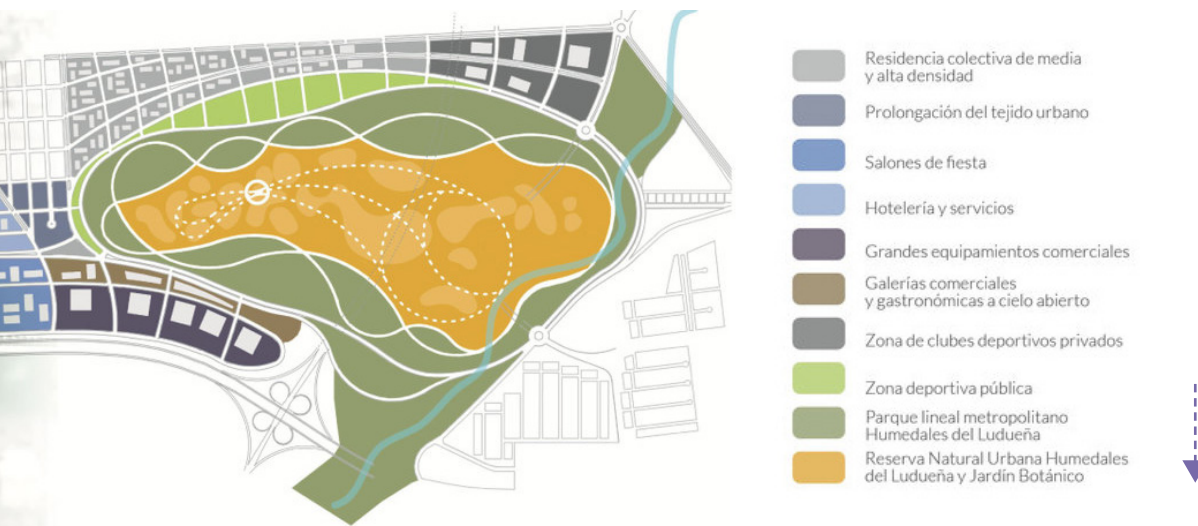 Residencia colectiva de media
y alta densidad
Prolongación del tejido urbano
Salones de fiesta
Hotelería y servicios
Grandes equipamientos comerciales
Galerías comerciales
y gastronómicas a cielo abierto
Zona de clubes deportivos privados
Zona deportiva pública
Parque lineal metropolitano
Humedales del Ludueña
Reserva Natural Urbana Humedales
del Ludueña y Jardín Botánico